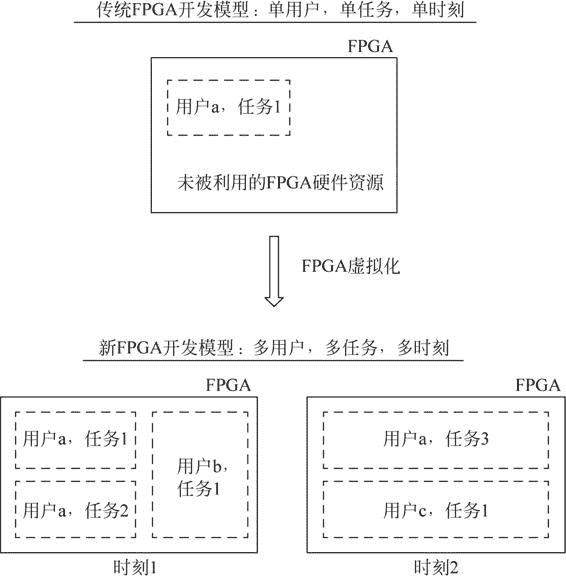 传统FPGA开发模型：单用户，单任务，单时刻
FPGA
用户a，任务1
未被利用的FPGA硬件资源
FPGA虚拟化
新FPGA开发模型：多用户，多任务，多时刻
FPGA
用户a，任务1
用户a，任务2
用户b，
任务1
时刻1
FPGA
用户a，任务3
用户c，任务1
时刻2